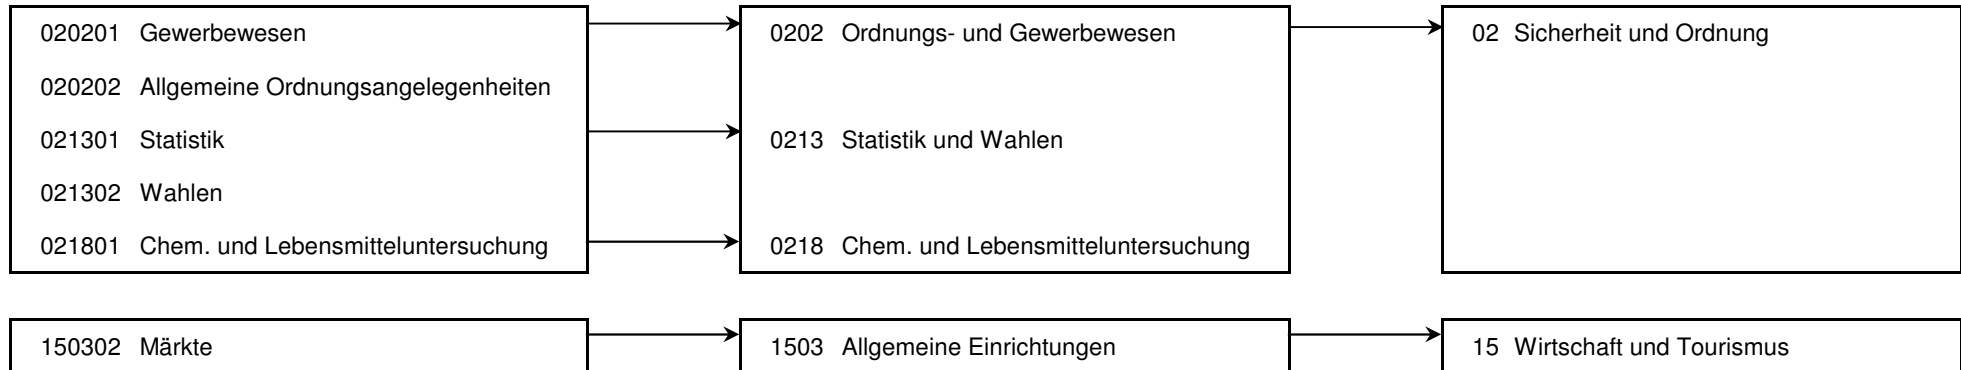 020201 Gewerbewesen 0202 Ordnungs- und Gewerbewesen 02 Sicherheit und Ordnung
020202 Allgemeine Ordnungsangelegenheiten
021301 Statistik 0213 Statistik und Wahlen
021302 Wahlen
021801 Chem. und Lebensmitteluntersuchung 0218 Chem. und Lebensmitteluntersuchung
150302 Märkte 1503 Allgemeine Einrichtungen 15 Wirtschaft und Tourismus